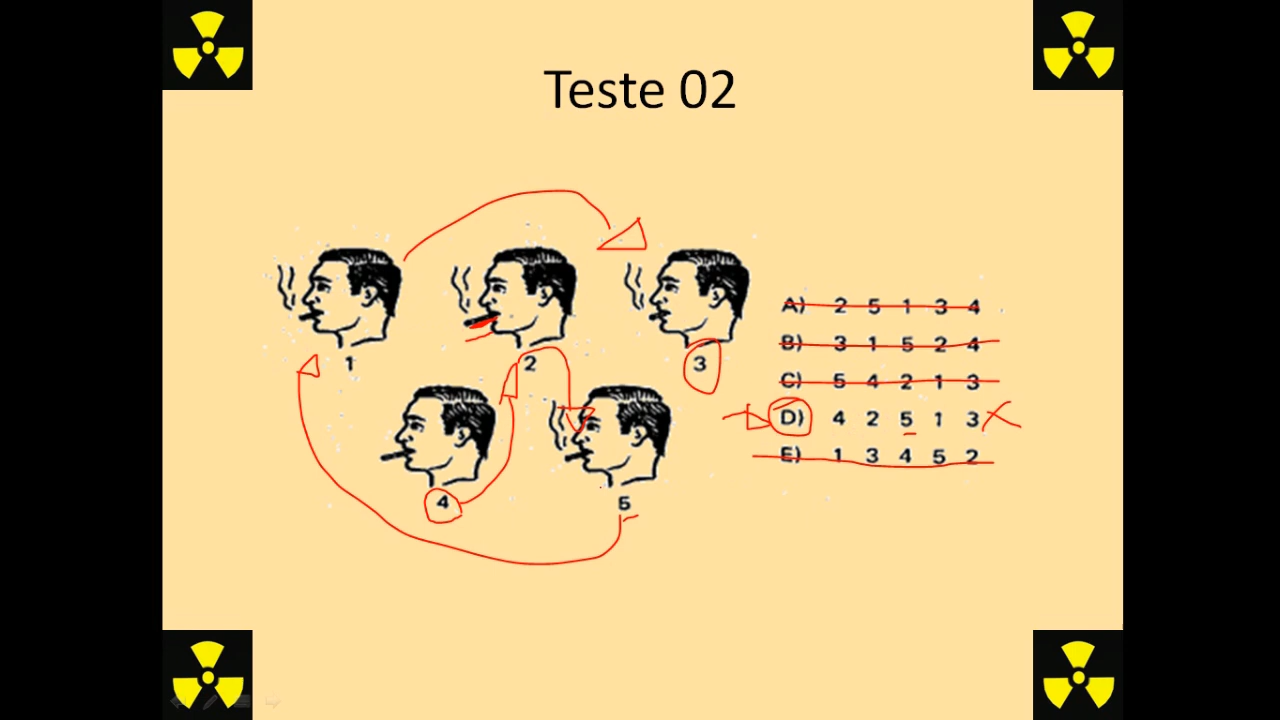 Teste 02
1 2 3
4 5
A) 2 5 1 3 4
B) 3 1 5 2 4
C) 5 4 2 1 3
D) 4 2 5 1 3
E) 1 3 4 5 2